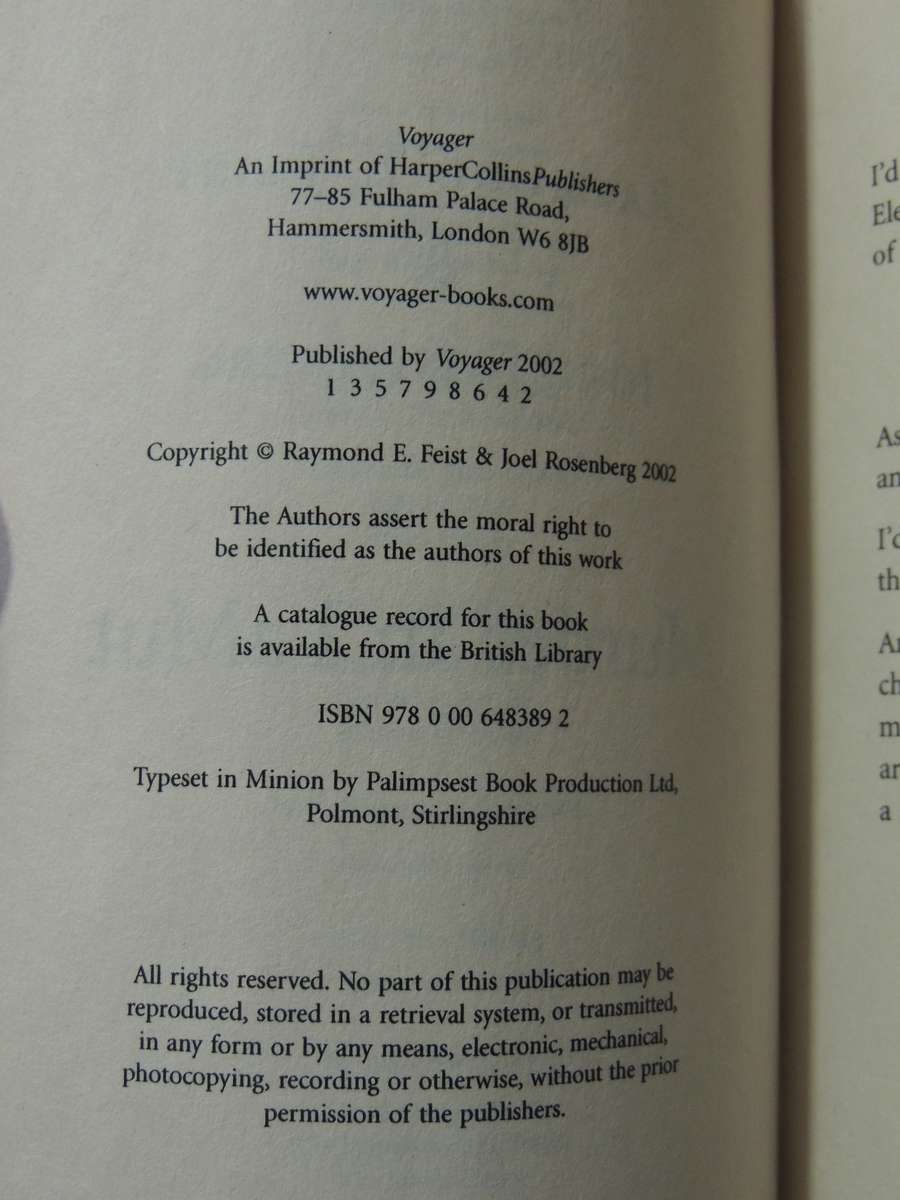 Voyager
An Imprint of HarperCollinsPublishers
77–85 Fulham Palace Road,
Hammersmith, London W6 8JB
www.voyager-books.com
Published by Voyager 2002
1 3 5 7 9 8 6 4 2
Copyright © Raymond E. Feist & Joel Rosenberg 2002
The Authors assert the moral right to
be identified as the authors of this work
A catalogue record for this book
is available from the British Library
ISBN 978 0 00 648389 2
Typeset in Minion by Palimpsest Book Production Ltd,
Polmont, Stirlingshire
All rights reserved. No part of this publication may be
reproduced, stored in a retrieval system, or transmitted,
in any form or by any means, electronic, mechanical,
photocopying, recording or otherwise, without the prior
permission of the publishers.
I'd
of
As
a